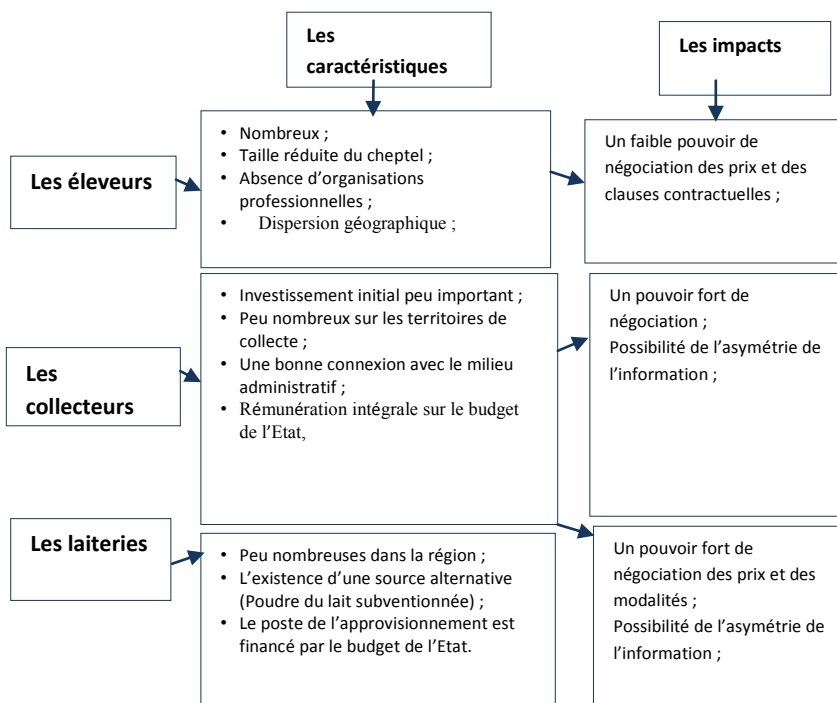 Les
caractéristiques
Les impacts
Les éleveurs
• Nombreux ;
• Taille réduite du cheptel ;
• Absence d'organisations
professionnelles ;
• Dispersion géographique ;
Un faible pouvoir de
négociation des prix et des
clauses contractuelles ;
Les
collecteurs
• Investissement initial peu important ;
• Peu nombreux sur les territoires de
collecte ;
• Une bonne connexion avec le milieu
administratif ;
• Rémunération intégrale sur le budget
de l'Etat,
Un pouvoir fort de
négociation ;
Possibilité de l'asymétrie de
l'information ;
Les laiteries
• Peu nombreuses dans la région ;
• L'existence d'une source alternative
(Poudre du lait subventionnée) ;
• Le poste de l'approvisionnement est
financé par le budget de l'Etat.
Un pouvoir fort de
négociation des prix et des
modalités ;
Possibilité de l'asymétrie de
l'information ;